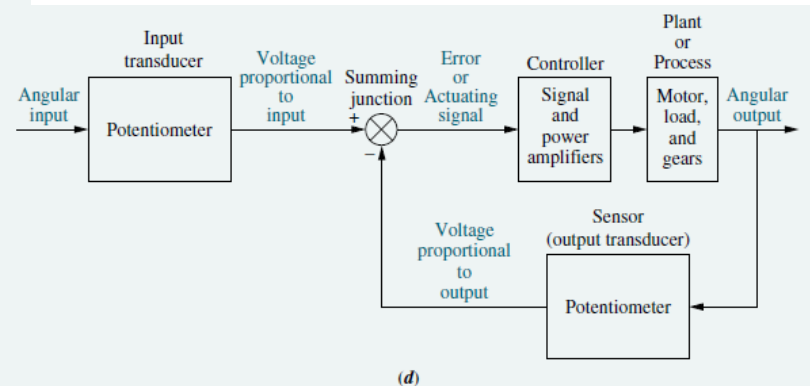 Input
transducer
Angular
input
Potentiometer
Voltage
proportional
to
input
Summing
junction
+
−
Error
or
Actuating
signal
Controller
Signal
and
power
amplifiers
Plant
or
Process
Motor,
load,
and
gears
Angular
output
Sensor
(output transducer)
Potentiometer
Voltage
proportional
to
output
(d)